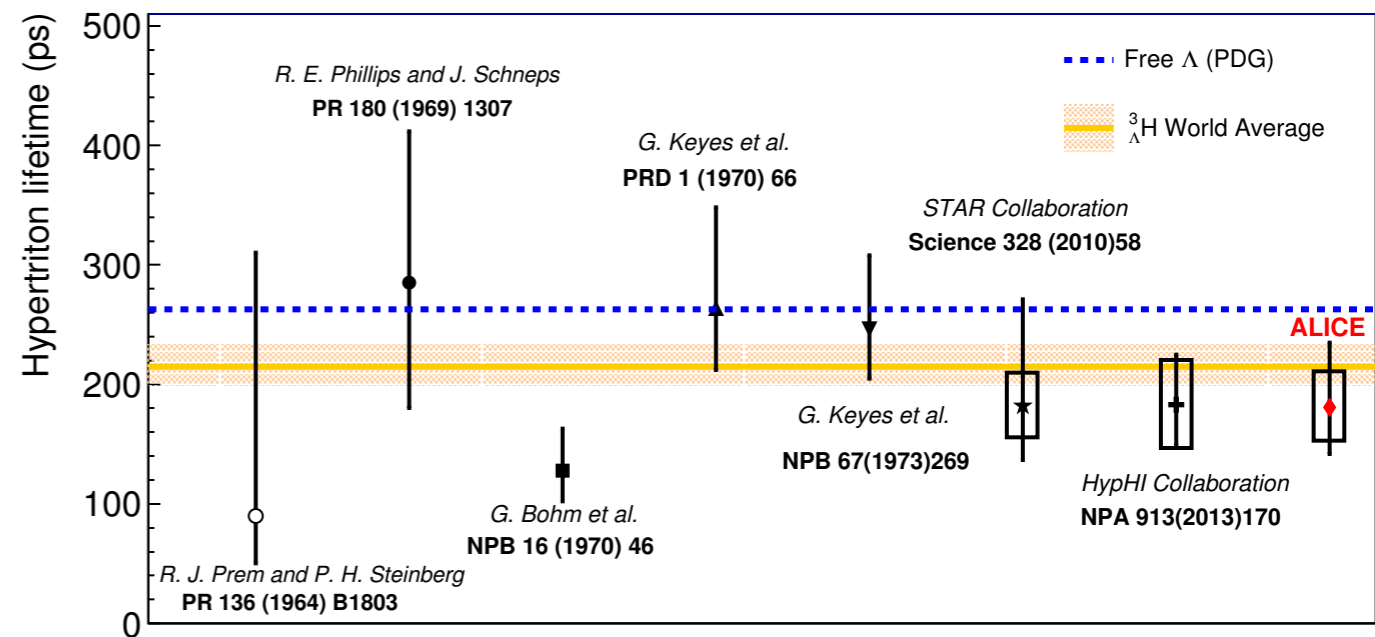 Hypertriton lifetime (ps)
500
400
300
200
100
0
R. E. Phillips and J. Schneps
PR 180 (1969) 1307
Free Λ (PDG)
³ΛH World Average
G. Keyes et al.
PRD 1 (1970) 66
STAR Collaboration
Science 328 (2010)58
ALICE
G. Keyes et al.
NPB 67(1973)269
HypHI Collaboration
NPA 913(2013)170
G. Bohm et al.
NPB 16 (1970) 46
R. J. Prem and P. H. Steinberg
PR 136 (1964) B1803